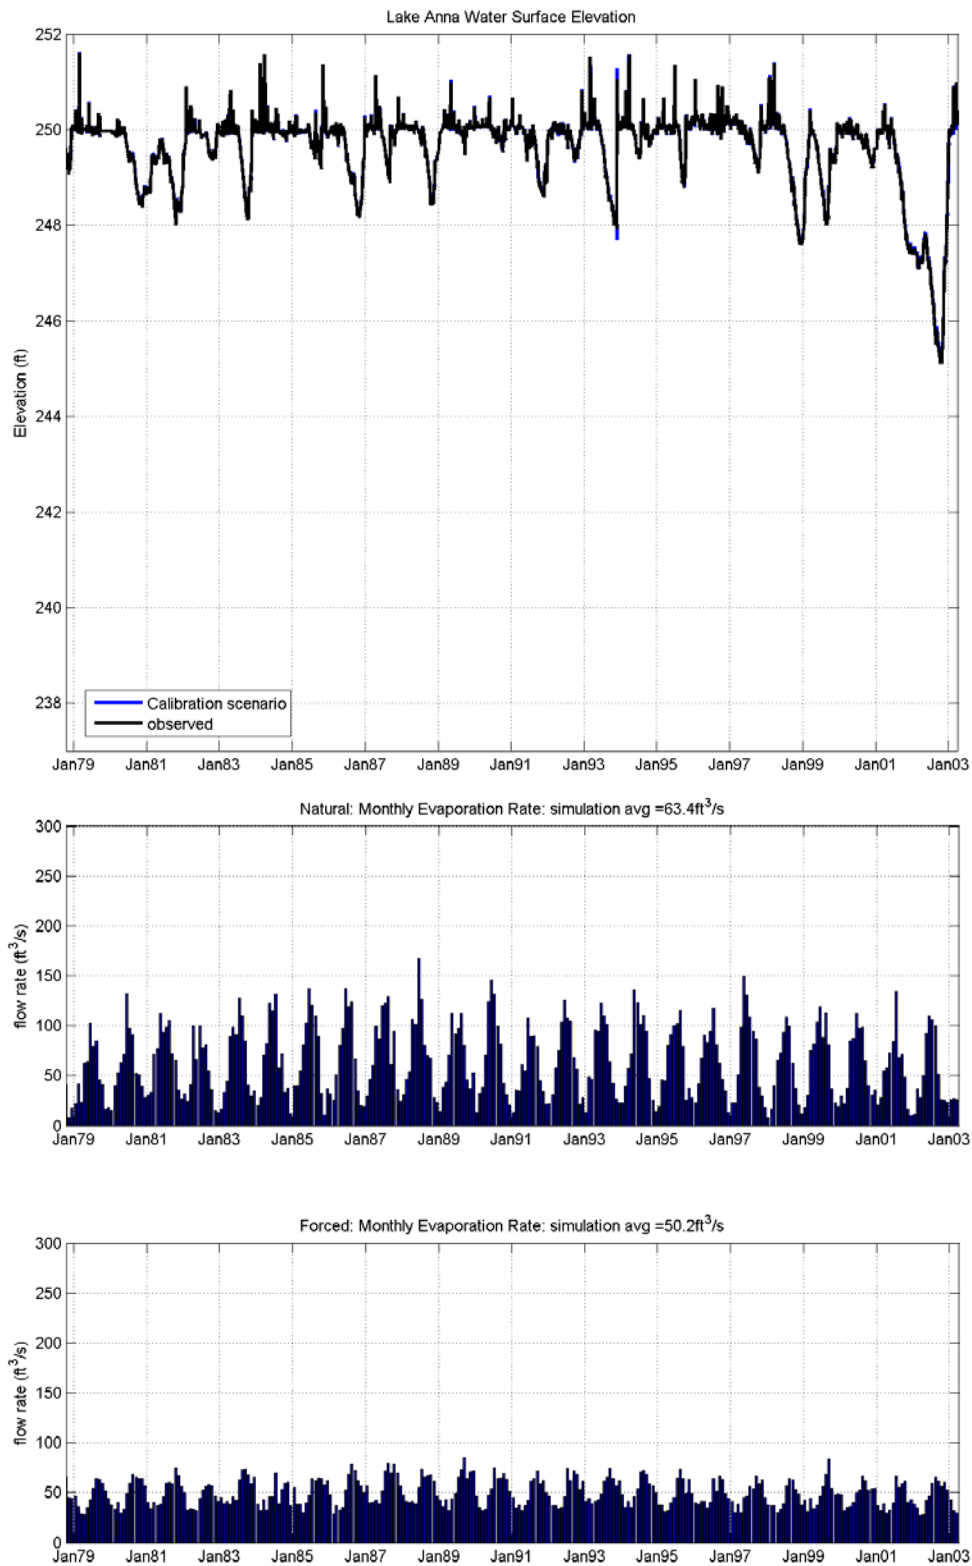 Lake Anna Water Surface Elevation
252
250
248
246
244
242
240
238
Elevation (ft)
Calibration scenario
observed
Jan79 Jan81 Jan83 Jan85 Jan87 Jan89 Jan91 Jan93 Jan95 Jan97 Jan99 Jan01 Jan03
Natural: Monthly Evaporation Rate: simulation avg =63.4ft³/s
300
250
200
150
100
50
0
flow rate (ft³/s)
Jan79 Jan81 Jan83 Jan85 Jan87 Jan89 Jan91 Jan93 Jan95 Jan97 Jan99 Jan01 Jan03
Forced: Monthly Evaporation Rate: simulation avg =50.2ft³/s
300
250
200
150
100
50
0
flow rate (ft³/s)
Jan79 Jan81 Jan83 Jan85 Jan87 Jan89 Jan91 Jan93 Jan95 Jan97 Jan99 Jan01 Jan03